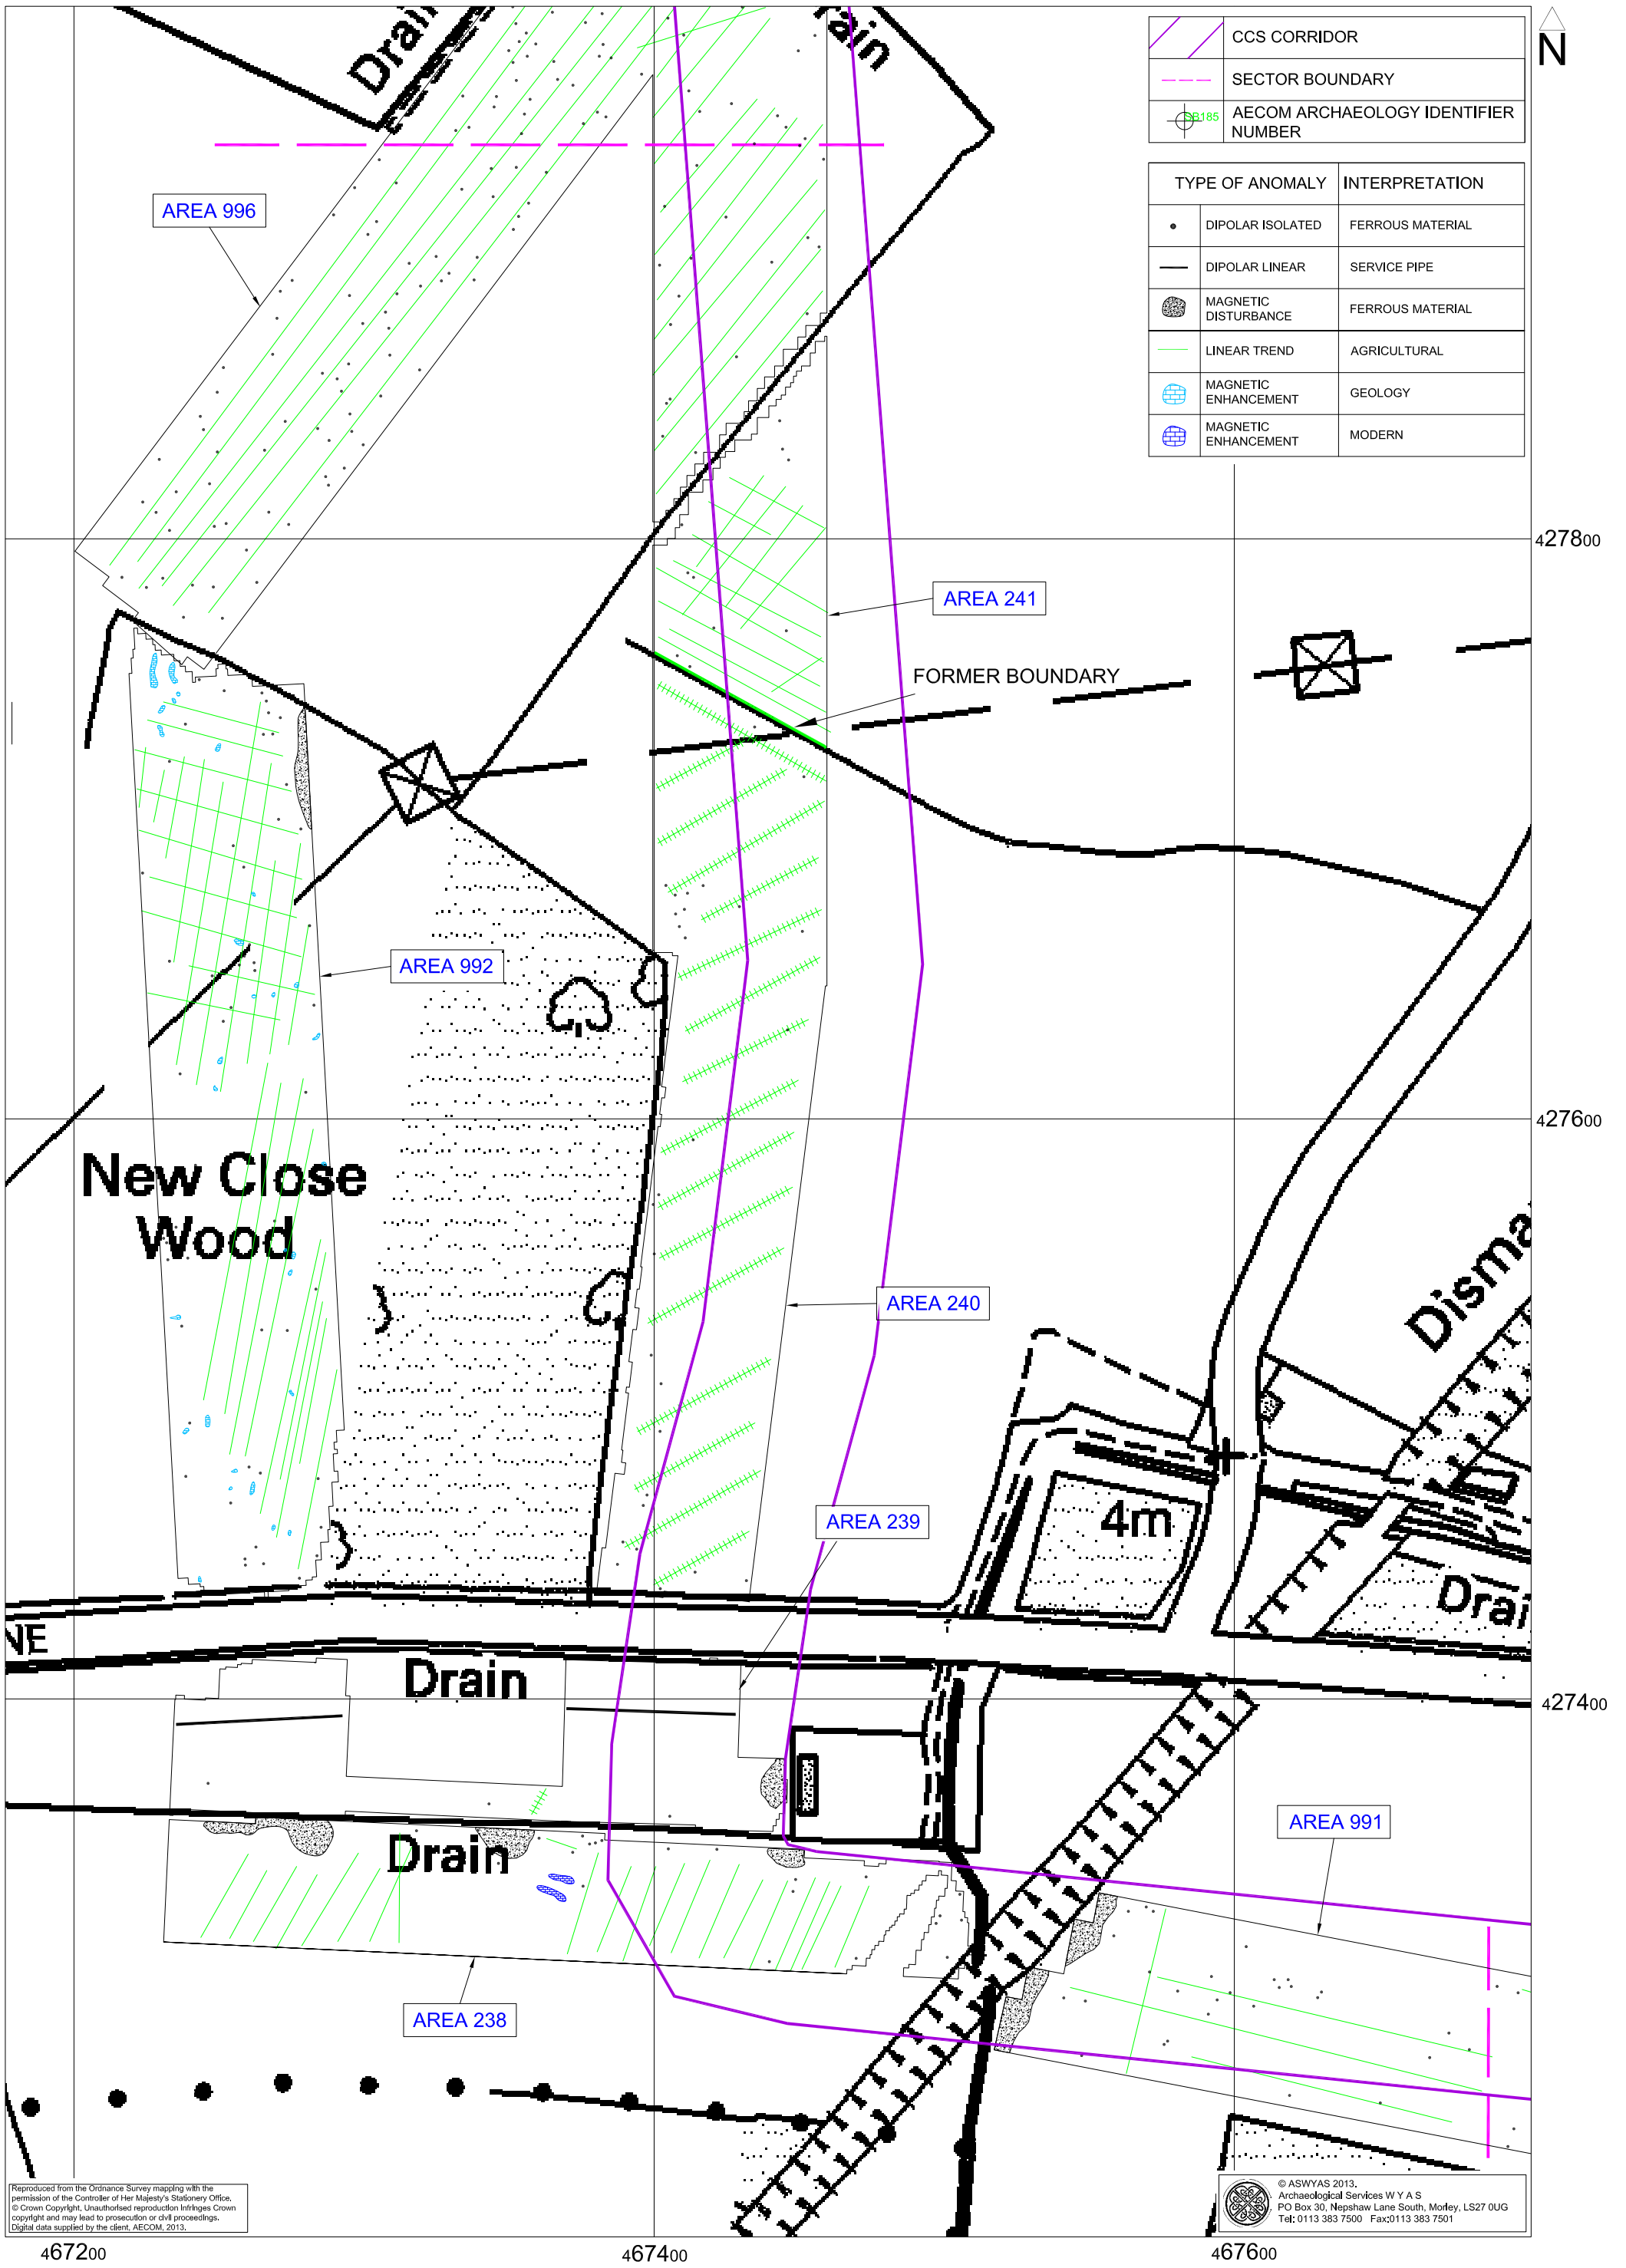 Drain
CCS CORRIDOR
SECTOR BOUNDARY
SB185 AECOM ARCHAEOLOGY IDENTIFIER
NUMBER
N
TYPE OF ANOMALY INTERPRETATION
DIPOLAR ISOLATED FERROUS MATERIAL
DIPOLAR LINEAR SERVICE PIPE
MAGNETIC
DISTURBANCE FERROUS MATERIAL
LINEAR TREND AGRICULTURAL
MAGNETIC
ENHANCEMENT GEOLOGY
MAGNETIC
ENHANCEMENT MODERN
AREA 996
427800
AREA 241
FORMER BOUNDARY
AREA 992
427600
New Close
Wood
AREA 240
Disma
4m
AREA 239
Drai
NE
Drain
427400
AREA 991
Drain
AREA 238
Reproduced from the Ordnance Survey mapping with the
permission of the Controller of Her Majesty's Stationery Office.
© Crown Copyright. Unauthorised reproduction infringes Crown
copyright and may lead to prosecution or civil proceedings.
Digital data supplied by the client, AECOM, 2013.
© ASWYAS 2013.
Archaeological Services W Y A S
PO Box 30, Nepshaw Lane South, Morley, LS27 0UG
Tel: 0113 383 7500 Fax:0113 383 7501
467200
467400
467600